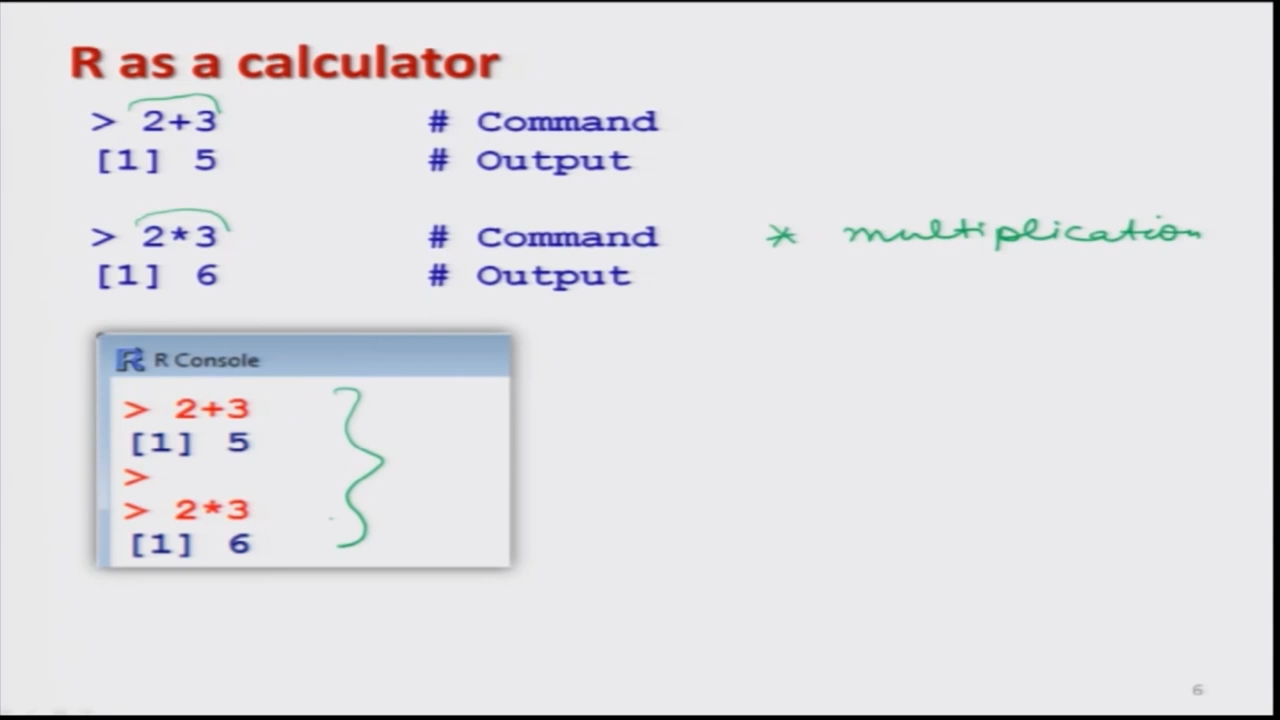 R as a calculator
> 2+3 # Command
[1] 5 # Output
> 2*3 # Command * multiplication
[1] 6 # Output
R Console
> 2+3
[1] 5
>
> 2*3
[1] 6
6